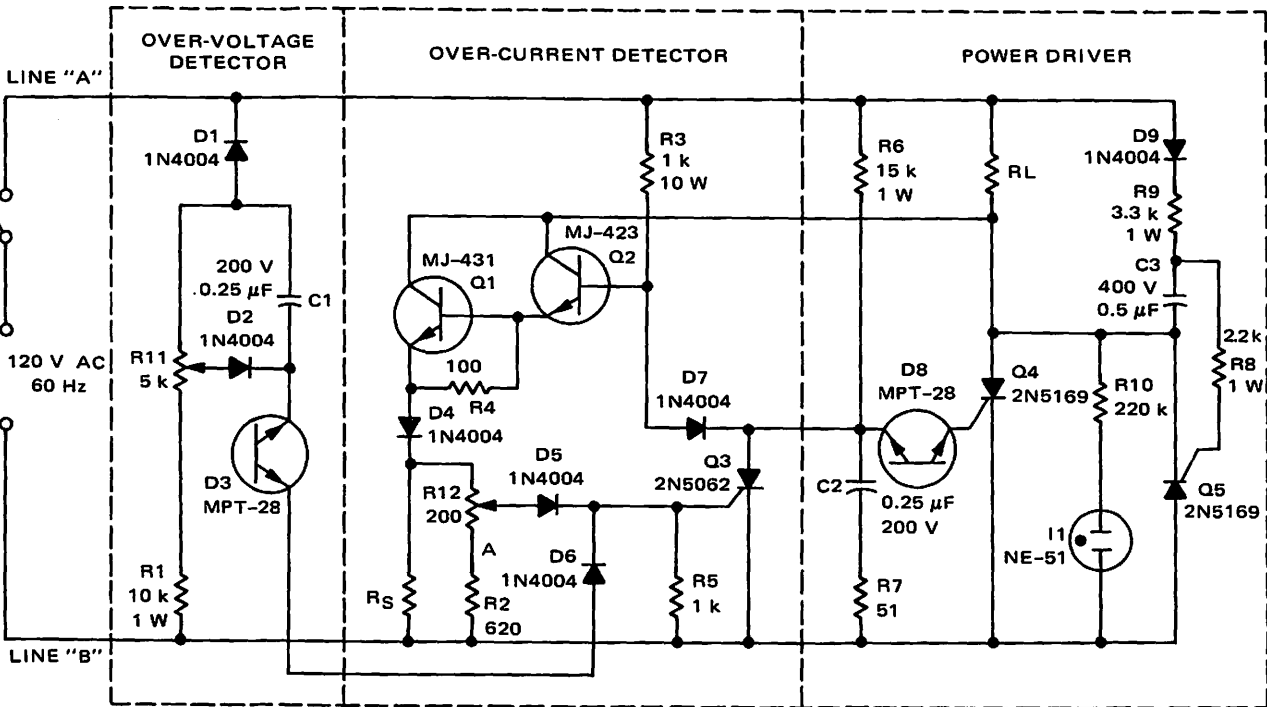 OVER-VOLTAGE
DETECTOR
OVER-CURRENT DETECTOR
POWER DRIVER
LINE "A"
D1
1N4004
R3
1 k
10 W
R6
15 k
1 W
RL
D9
1N4004
R9
3.3 k
1 W
MJ-431
Q1
MJ-423
Q2
200 V
.0.25 µF
C1
C3
400 V
0.5 µF
D2
1N4004
120 V AC
60 Hz
R11
5 k
100
R4
D7
1N4004
D8
MPT-28
Q4
2N5169
R10
220 k
2.2 k
R8
1 W
D4
1N4004
D3
MPT-28
D5
1N4004
R12
200
A
Q3
2N5062
C2
0.25 µF
200 V
Q5
2N5169
I1
NE-51
D6
1N4004
R1
10 k
1 W
RS
R2
620
R5
1 k
R7
51
LINE "B"